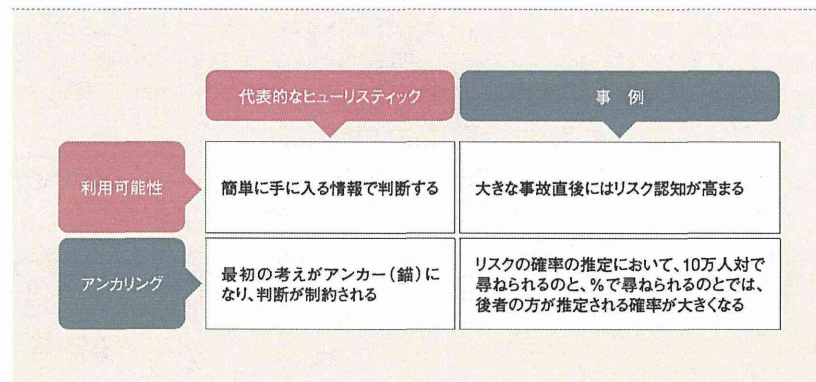 代表的なヒューリスティック
事 例
利用可能性
簡単に手に入る情報で判断する
大きな事故直後にはリスク認知が高まる
アンカリング
最初の考えがアンカー（錨）に
なり、判断が制約される
リスクの確率の推定において、10万人対で
尋ねられるのと、%で尋ねられるのとでは、
後者の方が推定される確率が大きくなる